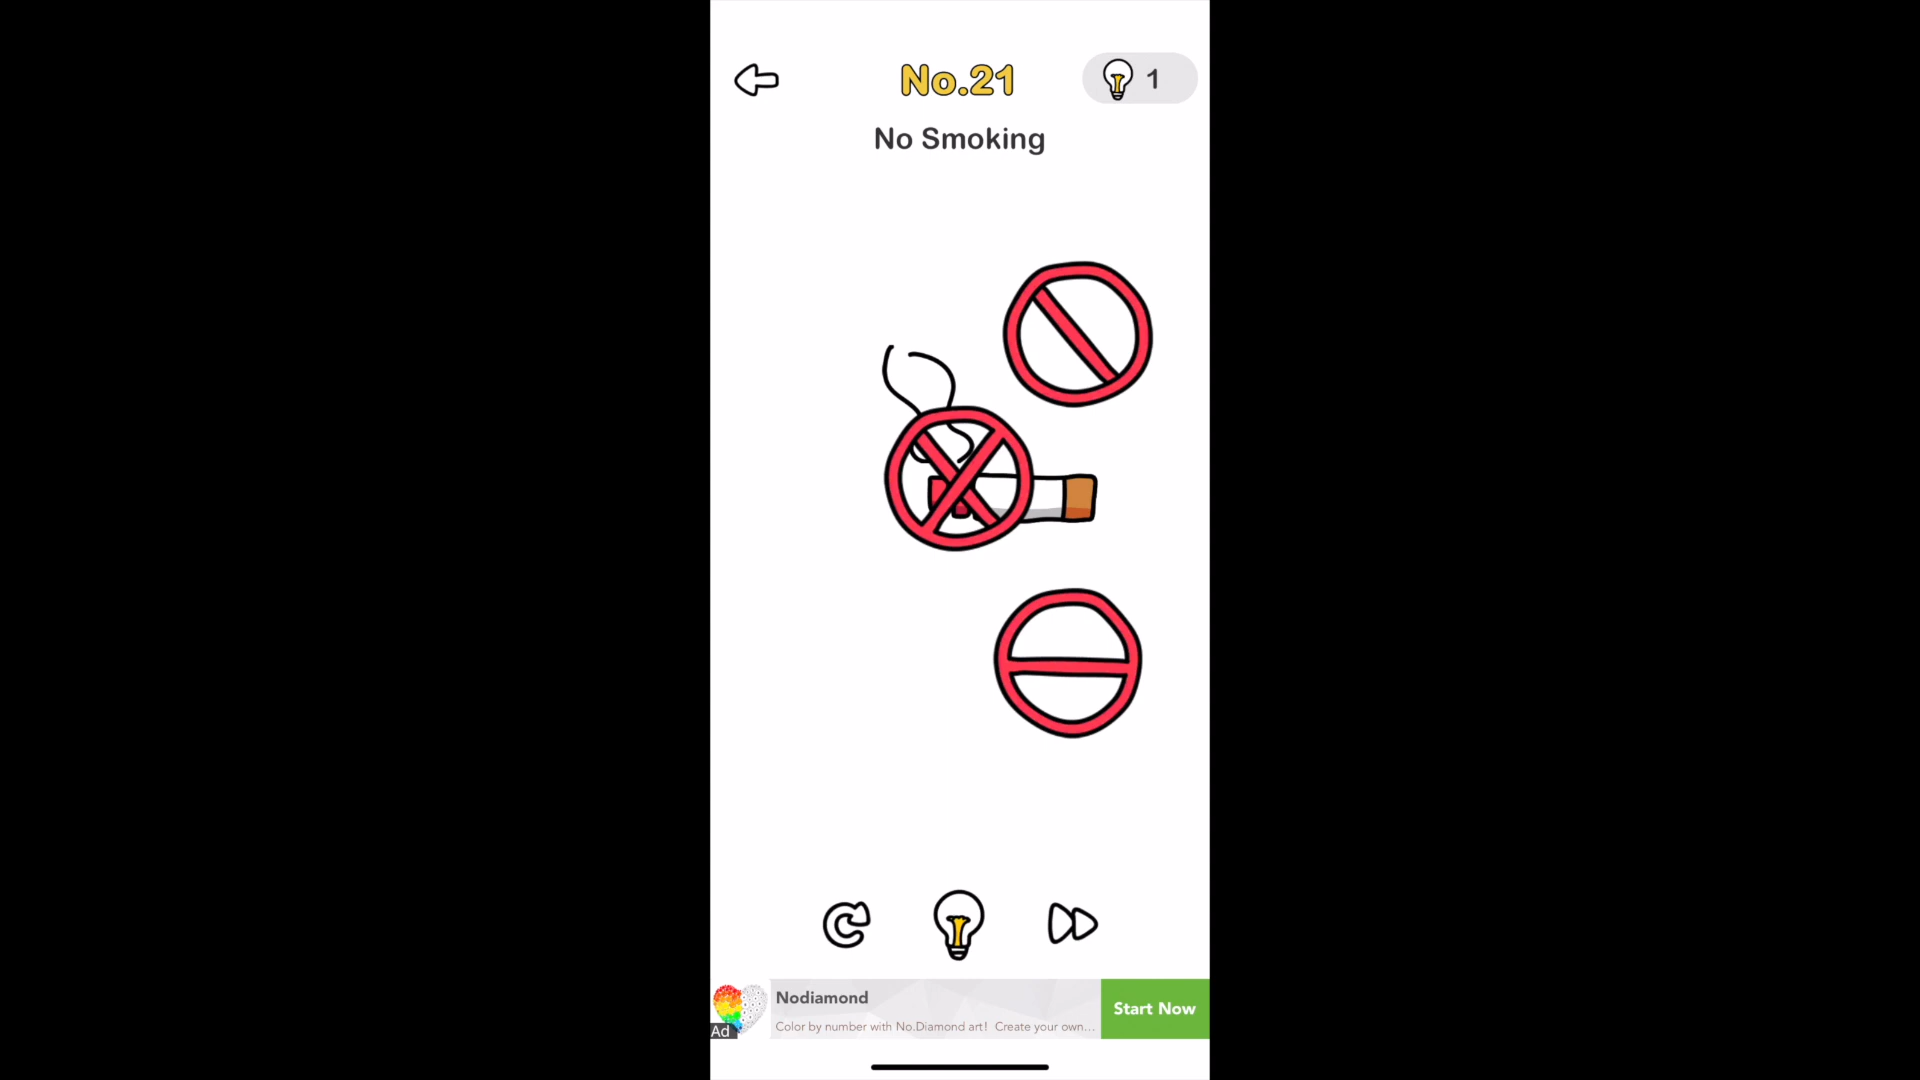 No.21
1
No Smoking
Nodiamond
Color by number with No.Diamond art! Create your own...
Start Now
Ad